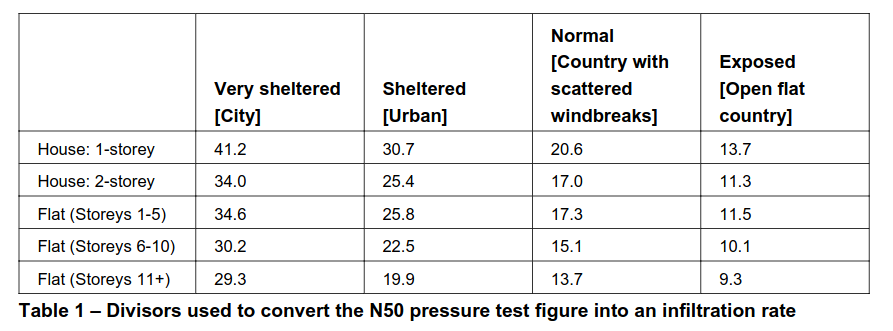 Very sheltered [City] Sheltered [Urban] Normal [Country with scattered windbreaks] Exposed [Open flat country]
House: 1-storey 41.2 30.7 20.6 13.7
House: 2-storey 34.0 25.4 17.0 11.3
Flat (Storeys 1-5) 34.6 25.8 17.3 11.5
Flat (Storeys 6-10) 30.2 22.5 15.1 10.1
Flat (Storeys 11+) 29.3 19.9 13.7 9.3
Table 1 – Divisors used to convert the N50 pressure test figure into an infiltration rate